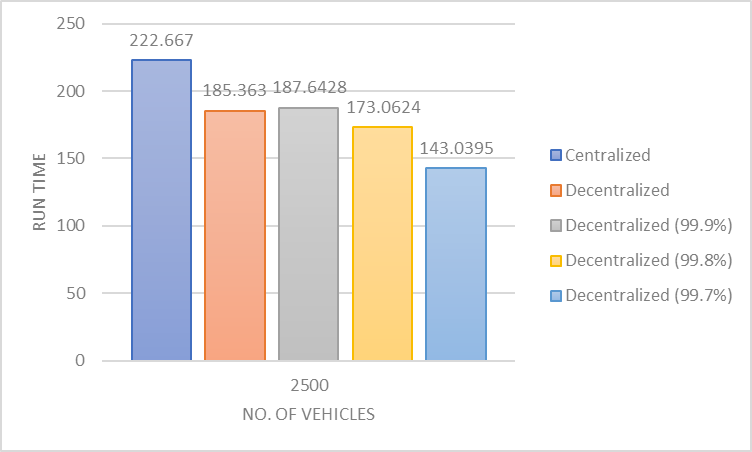 250
200
150
100
50
0
RUN TIME
222.667
185.363
187.6428
173.0624
143.0395
2500
NO. OF VEHICLES
Centralized
Decentralized
Decentralized (99.9%)
Decentralized (99.8%)
Decentralized (99.7%)